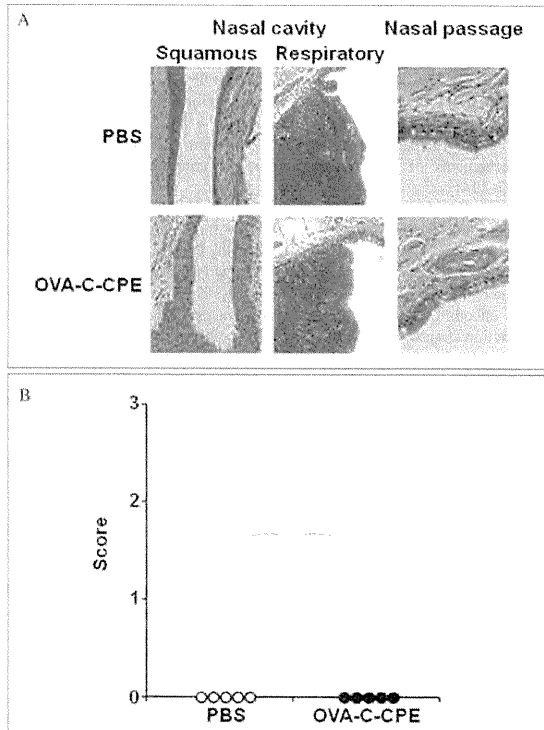 A
Nasal cavity Nasal passage
Squamous Respiratory
PBS
OVA-C-CPE
B
3
2
Score
1
0
PBS OVA-C-CPE